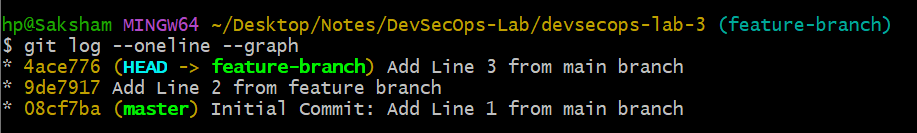 hp@Saksham MINGW64 ~/Desktop/Notes/DevSecOps-Lab/devsecops-lab-3 (feature-branch)
$ git log --oneline --graph
* 4ace776 (HEAD -> feature-branch) Add Line 3 from main branch
* 9de7917 Add Line 2 from feature branch
* 08cf7ba (master) Initial Commit: Add Line 1 from main branch